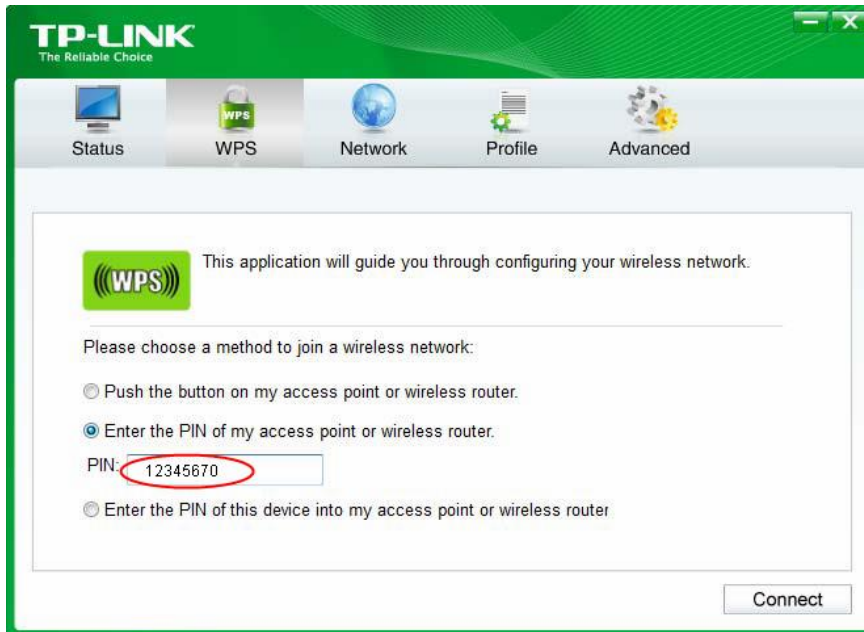 TP-LINK
The Reliable Choice
Status
WPS
WPS
Network
Profile
Advanced
WPS
This application will guide you through configuring your wireless network.
Please choose a method to join a wireless network:
Push the button on my access point or wireless router.
Enter the PIN of my access point or wireless router.
PIN: 12345670
Enter the PIN of this device into my access point or wireless router
Connect